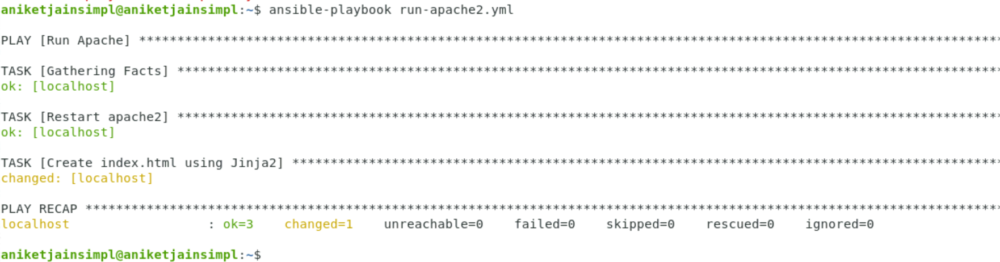 aniketjainsimpl@aniketjainsimpl:~$ ansible-playbook run-apache2.yml
PLAY [Run Apache] ****************************************************************************************************************
TASK [Gathering Facts] ***********************************************************************************************************
ok: [localhost]
TASK [Restart apache2] ***********************************************************************************************************
ok: [localhost]
TASK [Create index.html using Jinja2] ********************************************************************************************
changed: [localhost]
PLAY RECAP ***********************************************************************************************************************
localhost                  : ok=3    changed=1    unreachable=0    failed=0    skipped=0    rescued=0    ignored=0
aniketjainsimpl@aniketjainsimpl:~$